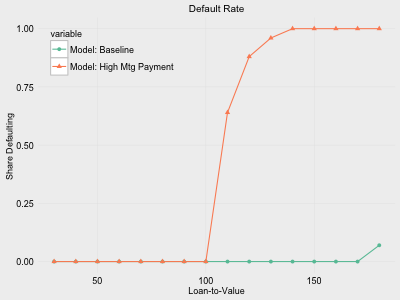 Default Rate
variable
Model: Baseline
Model: High Mtg Payment
Share Defaulting
1.00
0.75
0.50
0.25
0.00
50
100
150
Loan-to-Value